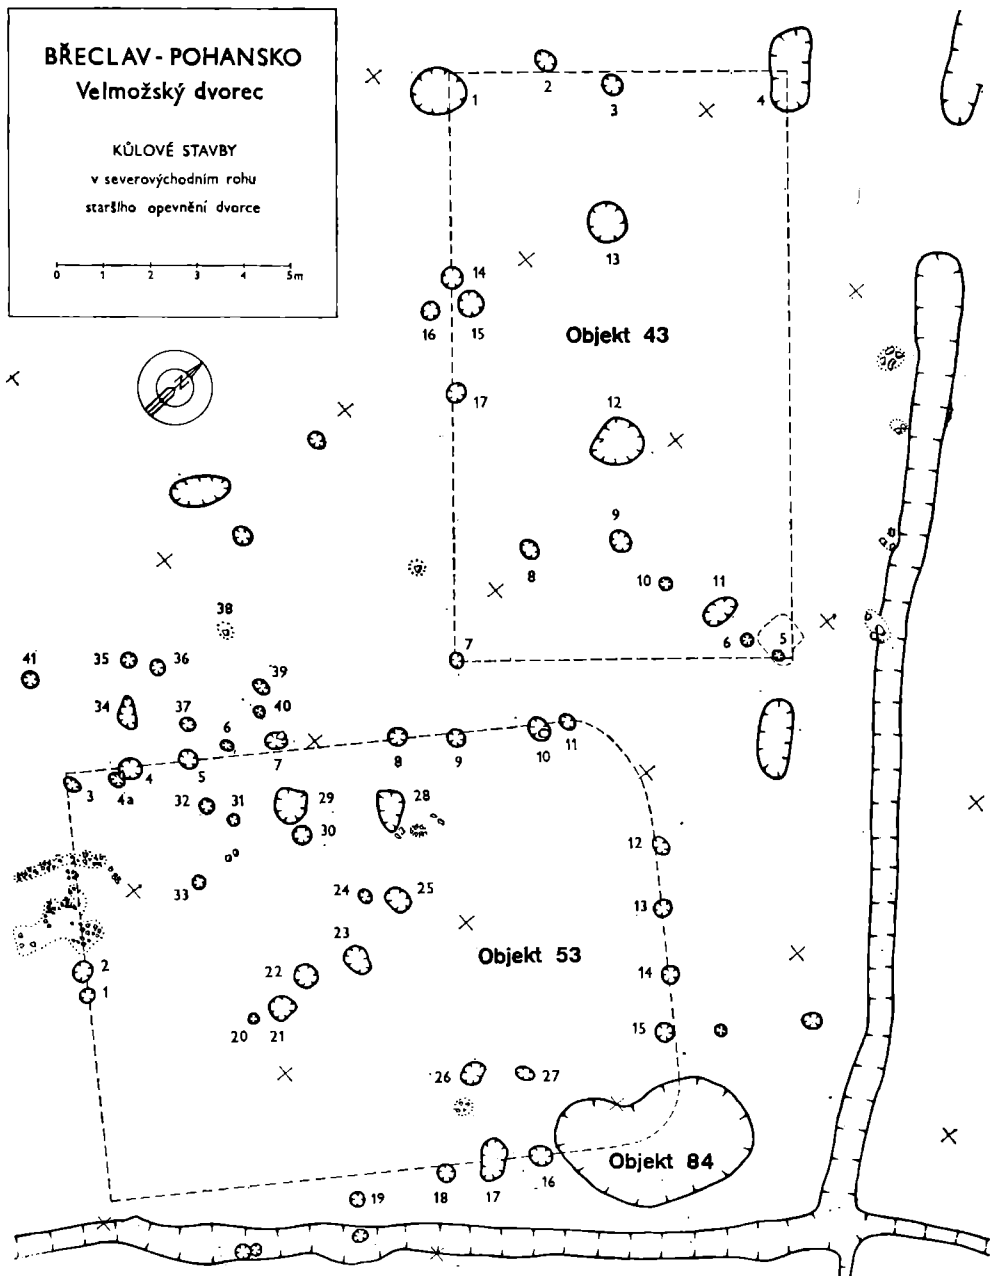 BŘECLAV - POHANSKO
Velmožský dvorec
KŮLOVÉ STAVBY
v severovýchodním rohu
staršího opevnění dvorce
0 1 2 3 4 5m
N
1 2 3 4
13
14
16 15
Objekt 43
17 12
9
8 10 11
6 5
7
38
41 35 36
39
34 37 40
6
3 4a 4 5 7 8 9 10 11
32 31 29 28
30
12
33 24 25
13
23
Objekt 53
2 22 14
1
20 21 15
26 27
Objekt 84
19 18 17 16